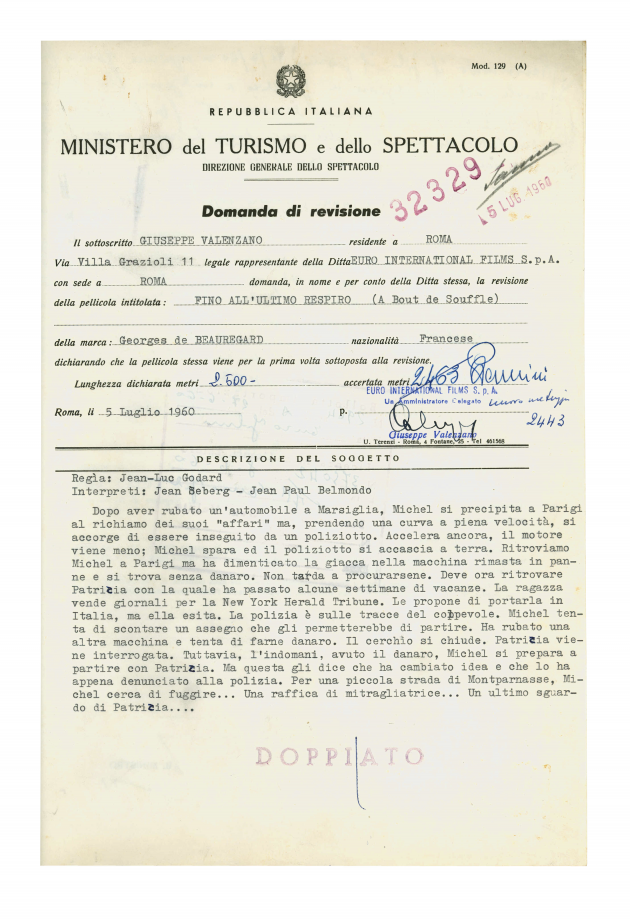 Mod. 129 (A)
REPUBBLICA ITALIANA
MINISTERO del TURISMO e dello SPETTACOLO
DIREZIONE GENERALE DELLO SPETTACOLO
Domanda di revisione
32329
15 LUG 1960
Il sottoscritto GIUSEPPE VALENZANO residente a ROMA
Via Villa Grazioli 11 legale rappresentante della Ditta EURO INTERNATIONAL FILMS S.p.A.
con sede a ROMA domanda, in nome e per conto della Ditta stessa, la revisione
della pellicola intitolata: FINO ALL'ULTIMO RESPIRO (A Bout de Souffle)
della marca: Georges de BEAUREGARD nazionalità Francese
dichiarando che la pellicola stessa viene per la prima volta sottoposta alla revisione.
Lunghezza dichiarata metri 2.500- accertata metri 2463
EURO INTERNATIONAL FILMS S.p.A.
Un Amministratore Delegato
2443
Roma, li 5 Luglio 1960 p.
Giuseppe Valenzano
U. Terenzi - Roma, 4 Fontane, 25 - Tel 461568
DESCRIZIONE DEL SOGGETTO
Regìa: Jean-Luc Godard
Interpreti: Jean Seberg - Jean Paul Belmondo
Dopo aver rubato un'automobile a Marsiglia, Michel si precipita a Parigi
al richiamo dei suoi "affari" ma, prendendo una curva a piena velocità, si
accorge di essere inseguito da un poliziotto. Accelera ancora, il motore
viene meno; Michel spara ed il poliziotto si accascia a terra. Ritroviamo
Michel a Parigi ma ha dimenticato la giacca nella macchina rimasta in pan-
ne e si trova senza danaro. Non tarda a procurarsene. Deve ora ritrovare
Patricia con la quale ha passato alcune settimane di vacanze. La ragazza
vende giornali per la New York Herald Tribune. Le propone di portarla in
Italia, ma ella esita. La polizia è sulle tracce del colpevole. Michel ten-
ta di scontare un assegno che gli permetterebbe di partire. Ha rubato una
altra macchina e tenta di farne danaro. Il cerchio si chiude. Patricia vie-
ne interrogata. Tuttavia, l'indomani, avuto il danaro, Michel si prepara a
partire con Patricia. Ma questa gli dice che ha cambiato idea e che lo ha
appena denunciato alla polizia. Per una piccola strada di Montparnasse, Mi-
chel cerca di fuggire... Una raffica di mitragliatrice... Un ultimo sguar-
do di Patricia....
DOPPIATO